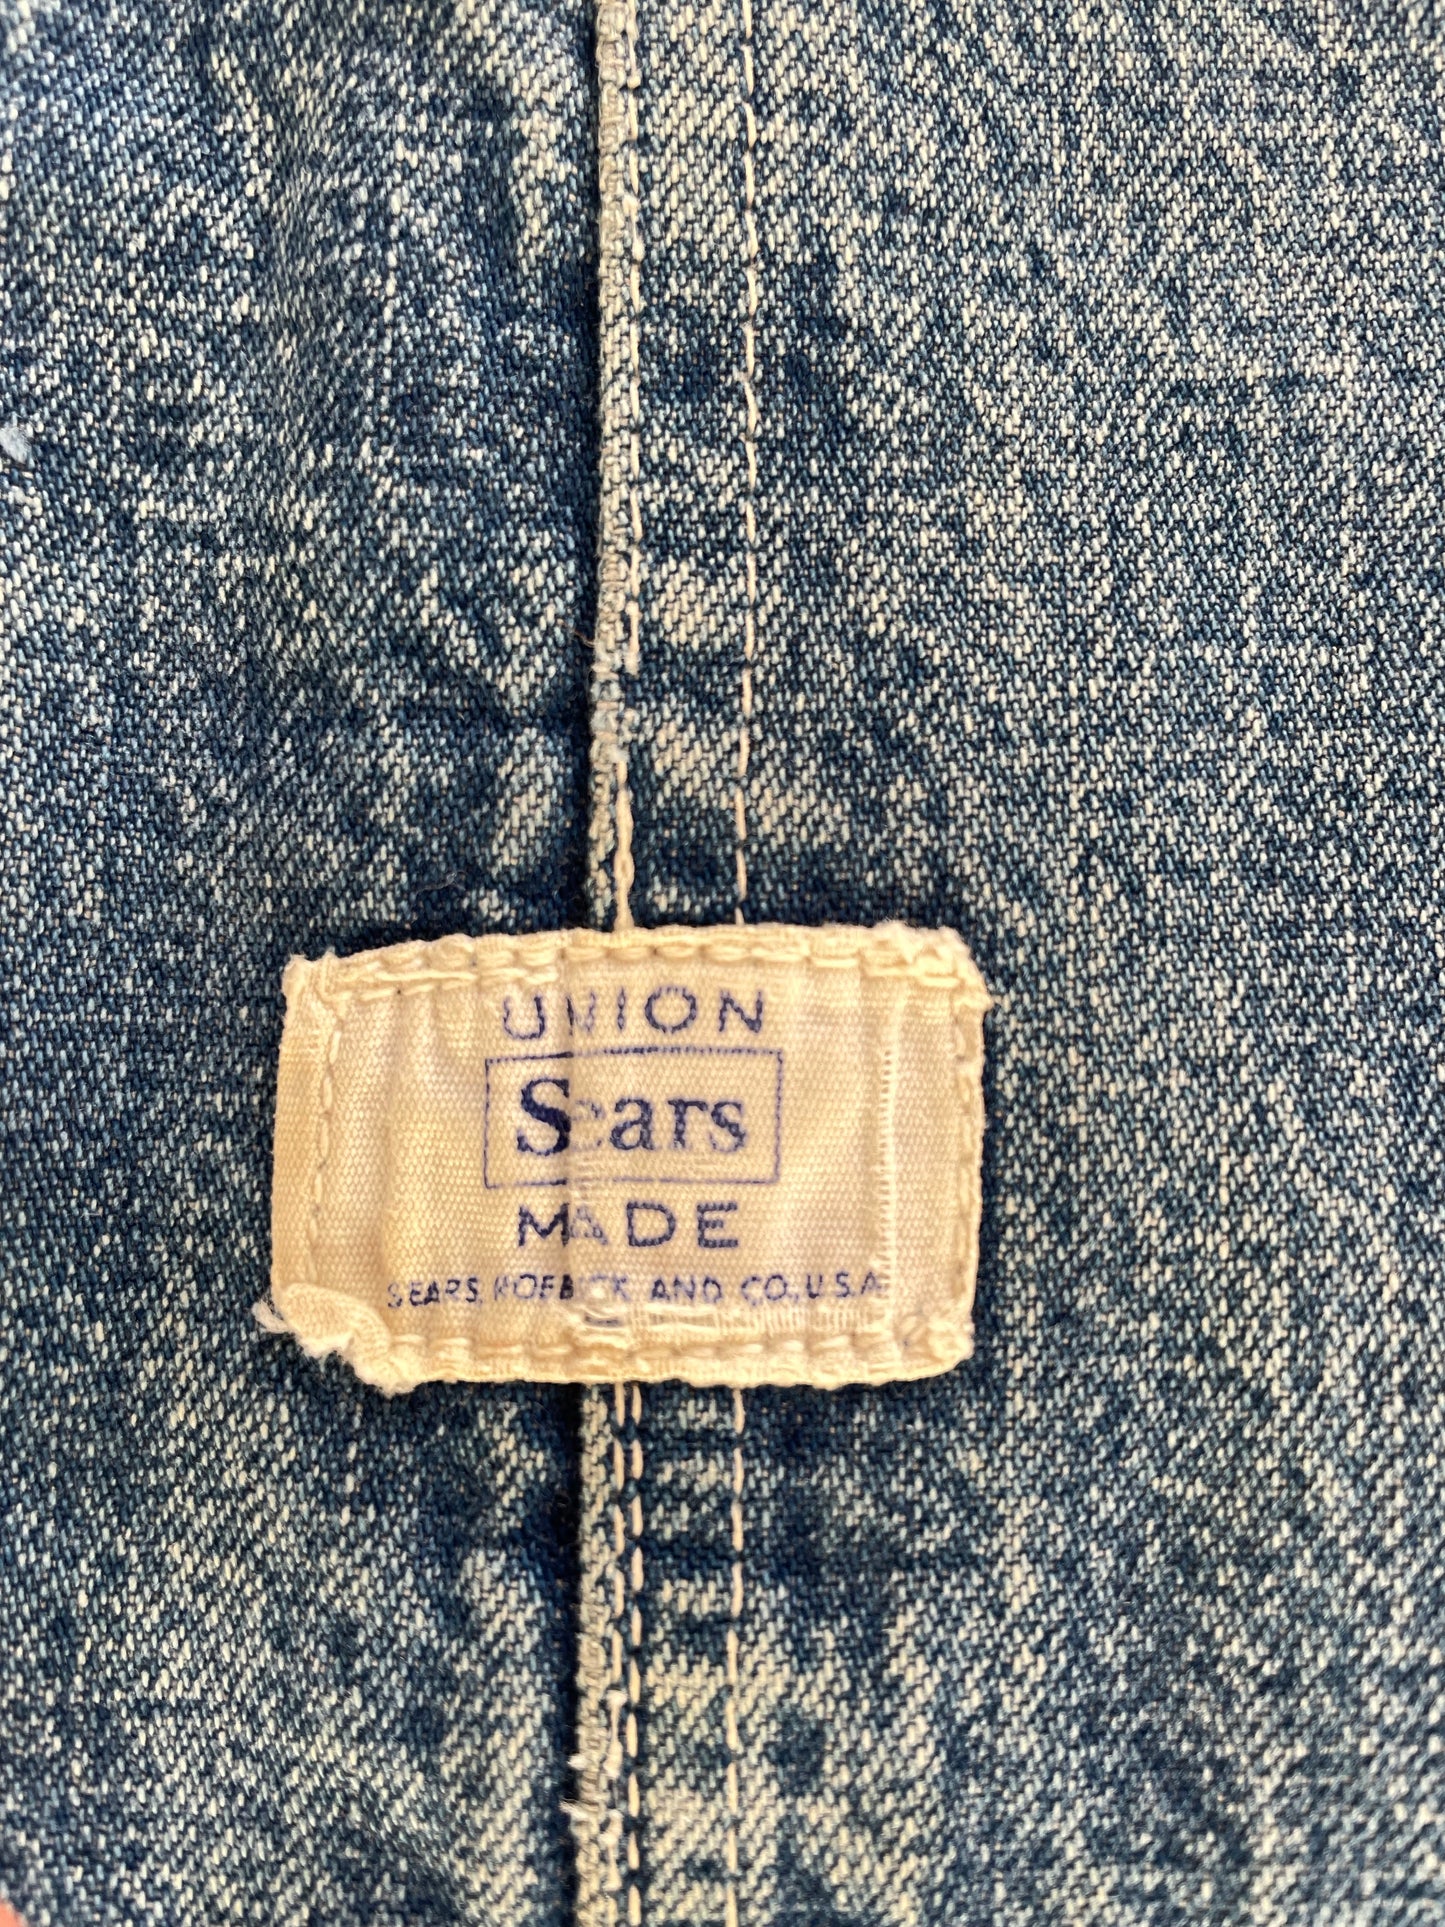 UNION
Sears
MADE
SEARS, ROEBUCK AND CO., U.S.A.